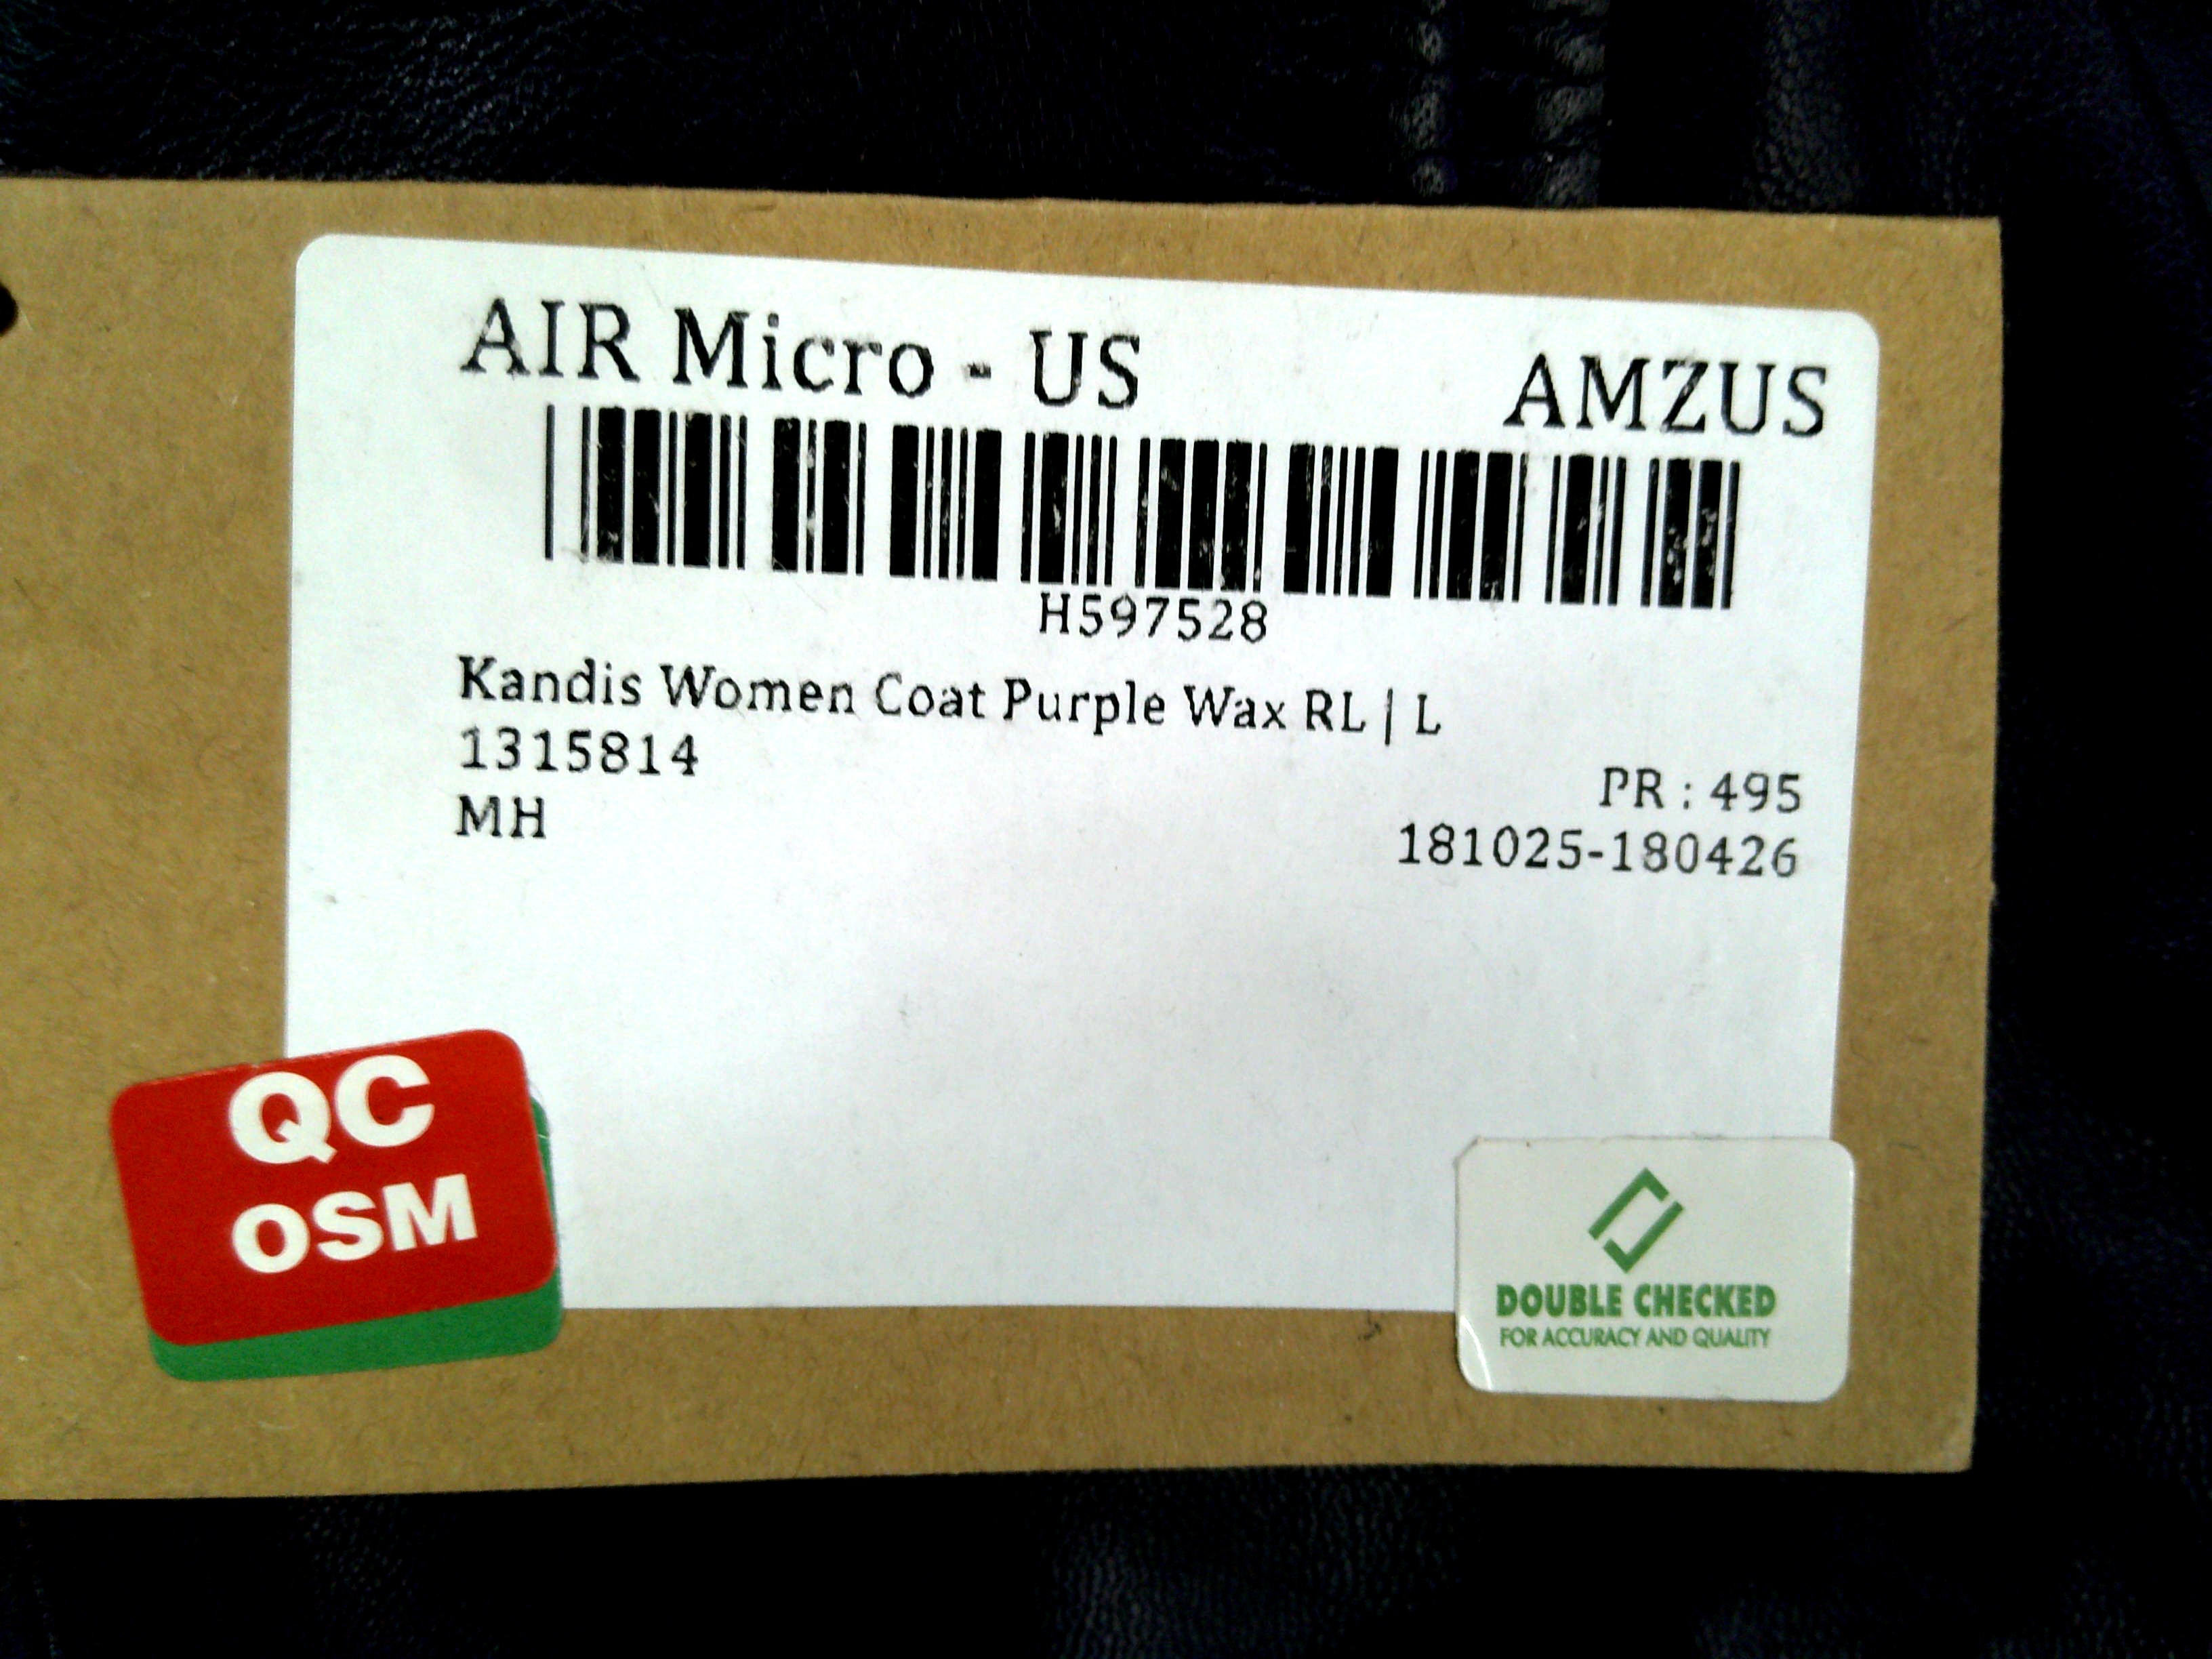 AIR Micro - US AMZUS
H597528
Kandis Women Coat Purple Wax RL | L
1315814
PR : 495
MH
181025-180426
QC
OSM
DOUBLE CHECKED
FOR ACCURACY AND QUALITY